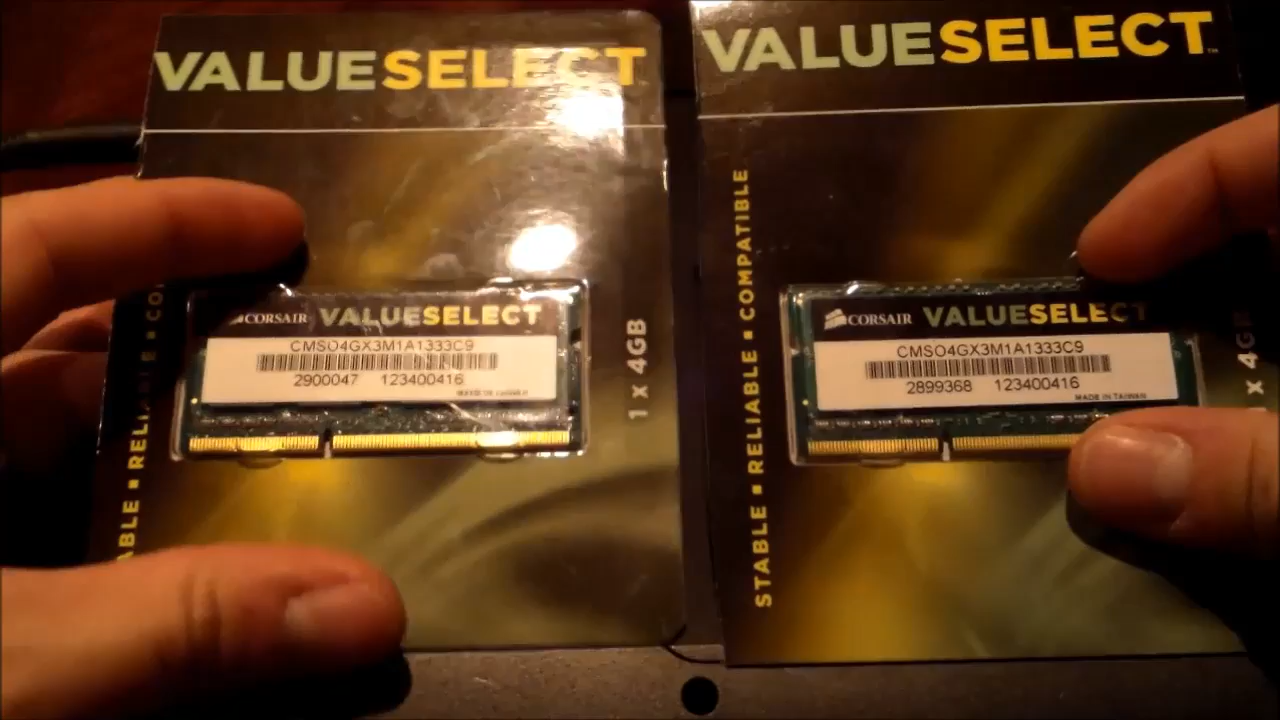 VALUESELECT
1 x 4GB
CORSAIR VALUESELECT
CMSO4GX3M1A1333C9
2900047 123400416
VALUESELECT™
STABLE ▪ RELIABLE ▪ COMPATIBLE
CORSAIR VALUESELECT
CMSO4GX3M1A1333C9
2899368 123400416
MADE IN TAIWAN